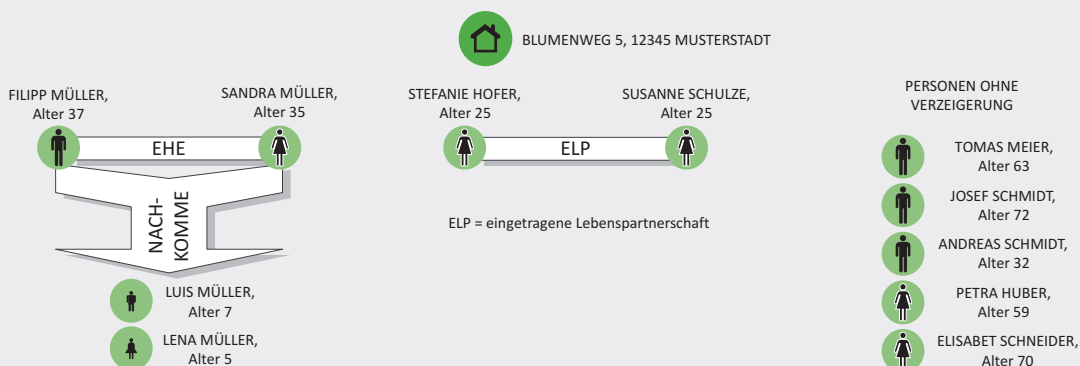 BLUMENWEG 5, 12345 MUSTERSTADT
FILIPP MÜLLER,
Alter 37
SANDRA MÜLLER,
Alter 35
EHE
NACH-
KOMME
LUIS MÜLLER,
Alter 7
LENA MÜLLER,
Alter 5
STEFANIE HOFER,
Alter 25
SUSANNE SCHULZE,
Alter 25
ELP
ELP = eingetragene Lebenspartnerschaft
PERSONEN OHNE
VERZEIGERUNG
TOMAS MEIER,
Alter 63
JOSEF SCHMIDT,
Alter 72
ANDREAS SCHMIDT,
Alter 32
PETRA HUBER,
Alter 59
ELISABET SCHNEIDER,
Alter 70